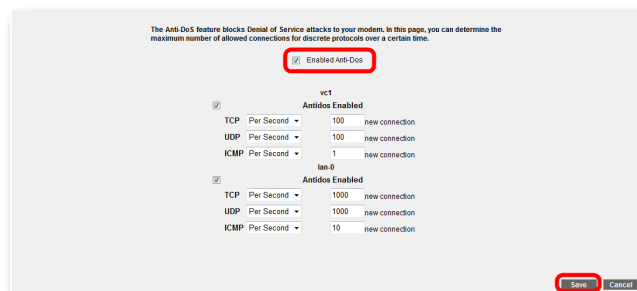 The Anti-DoS feature blocks Denial of Service attacks to your modem. In this page, you can determine the
maximum number of allowed connections for discrete protocols over a certain time.
Enabled Anti-Dos
vc1
Antidos Enabled
TCP Per Second 100 new connection
UDP Per Second 100 new connection
ICMP Per Second 1 new connection
lan-0
Antidos Enabled
TCP Per Second 1000 new connection
UDP Per Second 1000 new connection
ICMP Per Second 10 new connection
Save Cancel